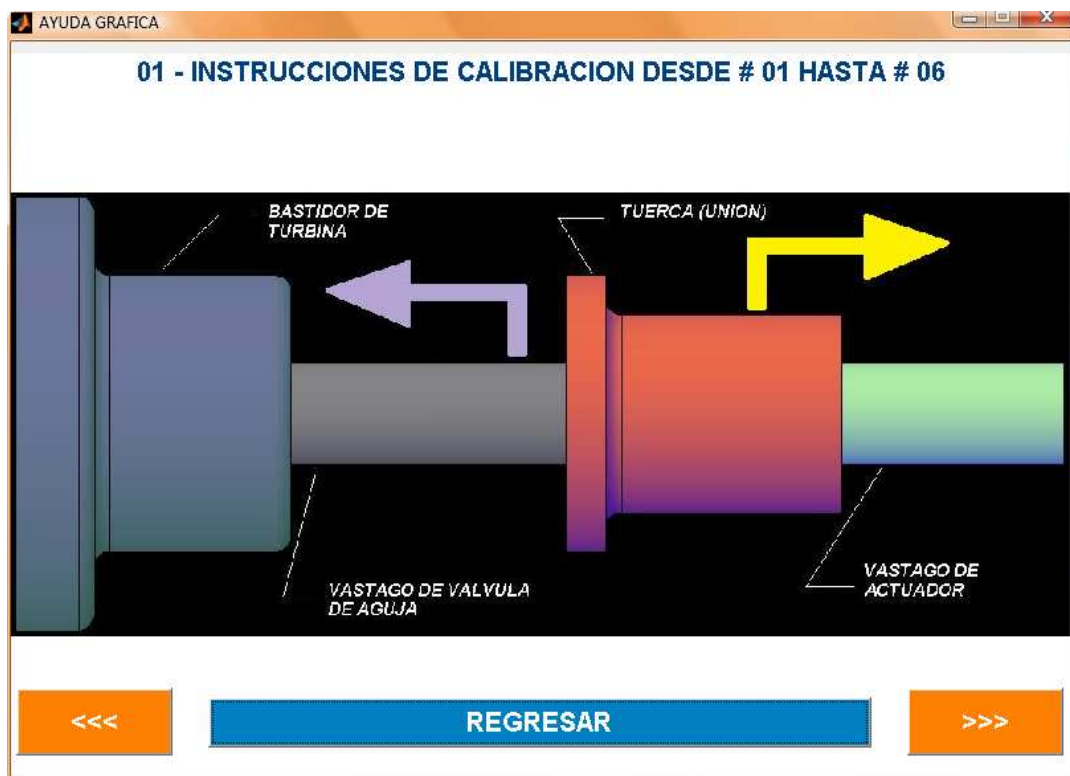 AYUDA GRAFICA
01 - INSTRUCCIONES DE CALIBRACION DESDE # 01 HASTA # 06
BASTIDOR DE
TURBINA
TUERCA (UNION)
VASTAGO DE VALVULA
DE AGUJA
VASTAGO DE
ACTUADOR
<<<
REGRESAR
>>>